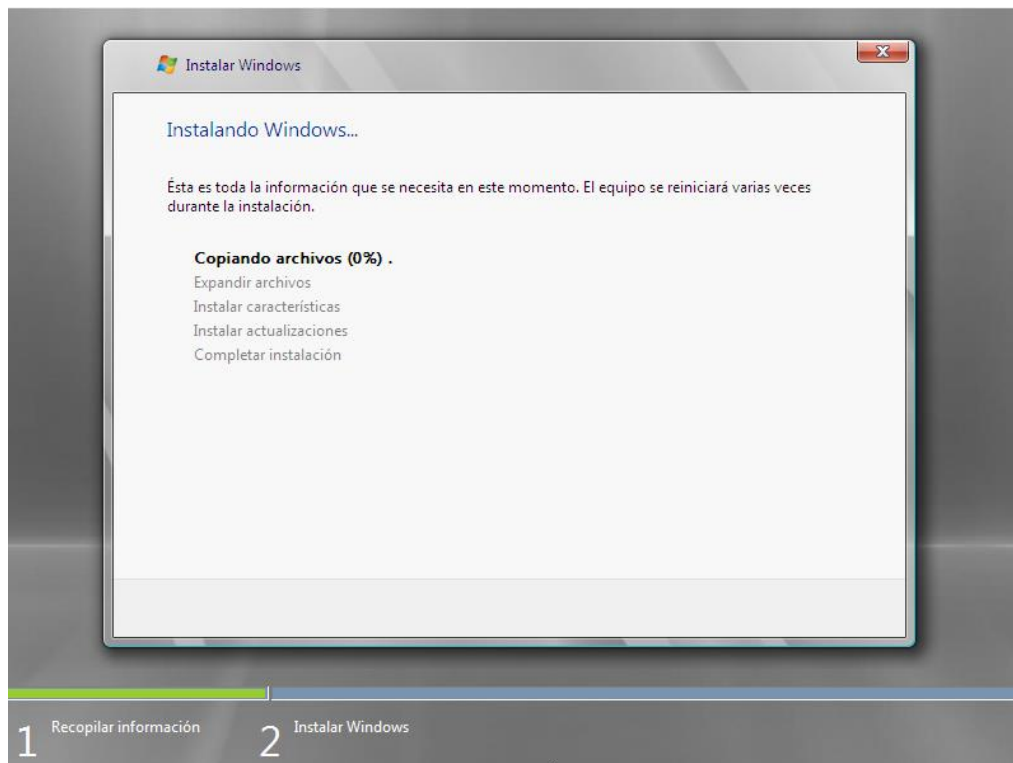 Instalar Windows
Instalando Windows...
Ésta es toda la información que se necesita en este momento. El equipo se reiniciará varias veces
durante la instalación.
Copiando archivos (0%) .
Expandir archivos
Instalar características
Instalar actualizaciones
Completar instalación
1 Recopilar información
2 Instalar Windows